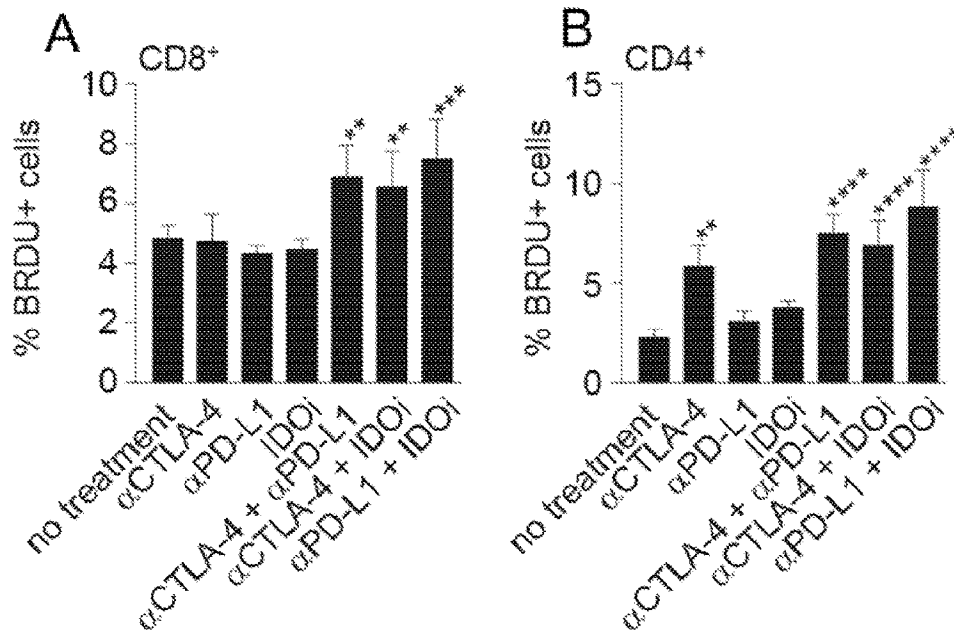 A
CD8⁺
% BRDU+ cells
10
8
6
4
2
0
**
**
***
no treatment
αCTLA-4
αPD-L1
IDOi
αCTLA-4 + αPD-L1
αCTLA-4 + IDOi
αPD-L1 + IDOi
B
CD4⁺
% BRDU+ cells
15
10
5
0
**
****
****
****
no treatment
αCTLA-4
αPD-L1
IDOi
αCTLA-4 + αPD-L1
αCTLA-4 + IDOi
αPD-L1 + IDOi